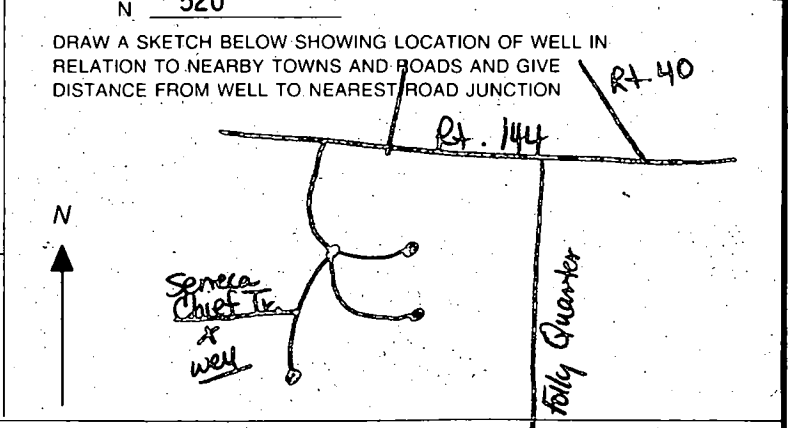 N 520
DRAW A SKETCH BELOW SHOWING LOCATION OF WELL IN
RELATION TO NEARBY TOWNS AND ROADS AND GIVE
DISTANCE FROM WELL TO NEAREST ROAD JUNCTION
Rt. 40
Rt. 144
N
Seneca
Chief Tr.
well
Folly Quarter